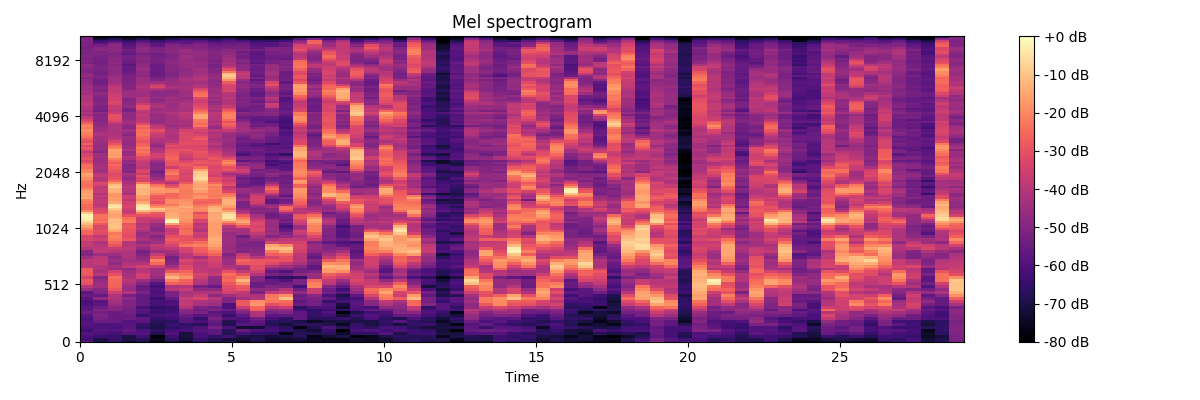 Mel spectrogram
+0 dB
8192
-10 dB
4096
-20 dB
-30 dB
2048
-40 dB
Hz
1024
-50 dB
-60 dB
512
-70 dB
0
-80 dB
0 5 10 15 20 25
Time